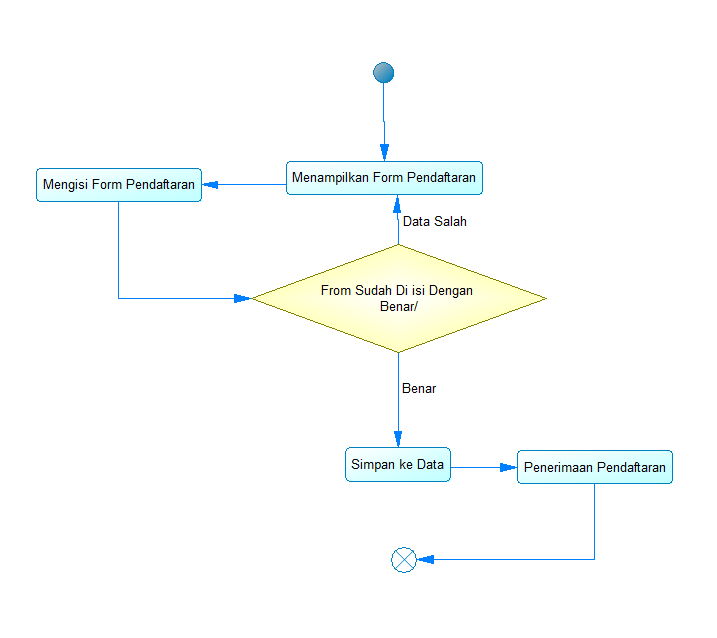 Menampilkan Form Pendaftaran
Mengisi Form Pendaftaran
Data Salah
From Sudah Di isi Dengan
Benar/
Benar
Simpan ke Data
Penerimaan Pendaftaran